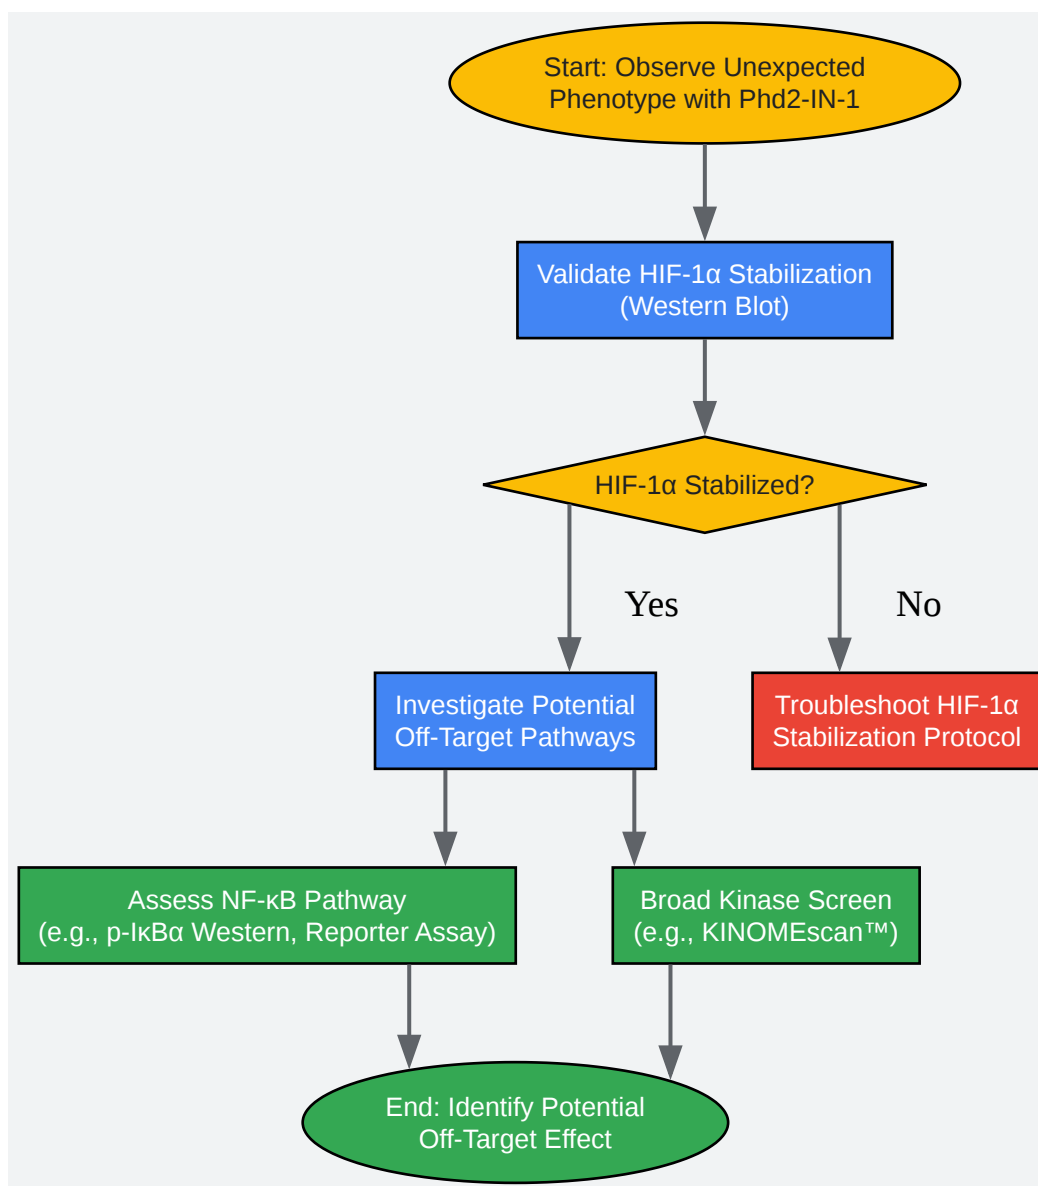 Start: Observe Unexpected
Phenotype with Phd2-IN-1
Validate HIF-1α Stabilization
(Western Blot)
HIF-1α Stabilized?
Yes
No
Investigate Potential
Off-Target Pathways
Troubleshoot HIF-1α
Stabilization Protocol
Assess NF-κB Pathway
(e.g., p-IκBα Western, Reporter Assay)
Broad Kinase Screen
(e.g., KINOMEscan™)
End: Identify Potential
Off-Target Effect